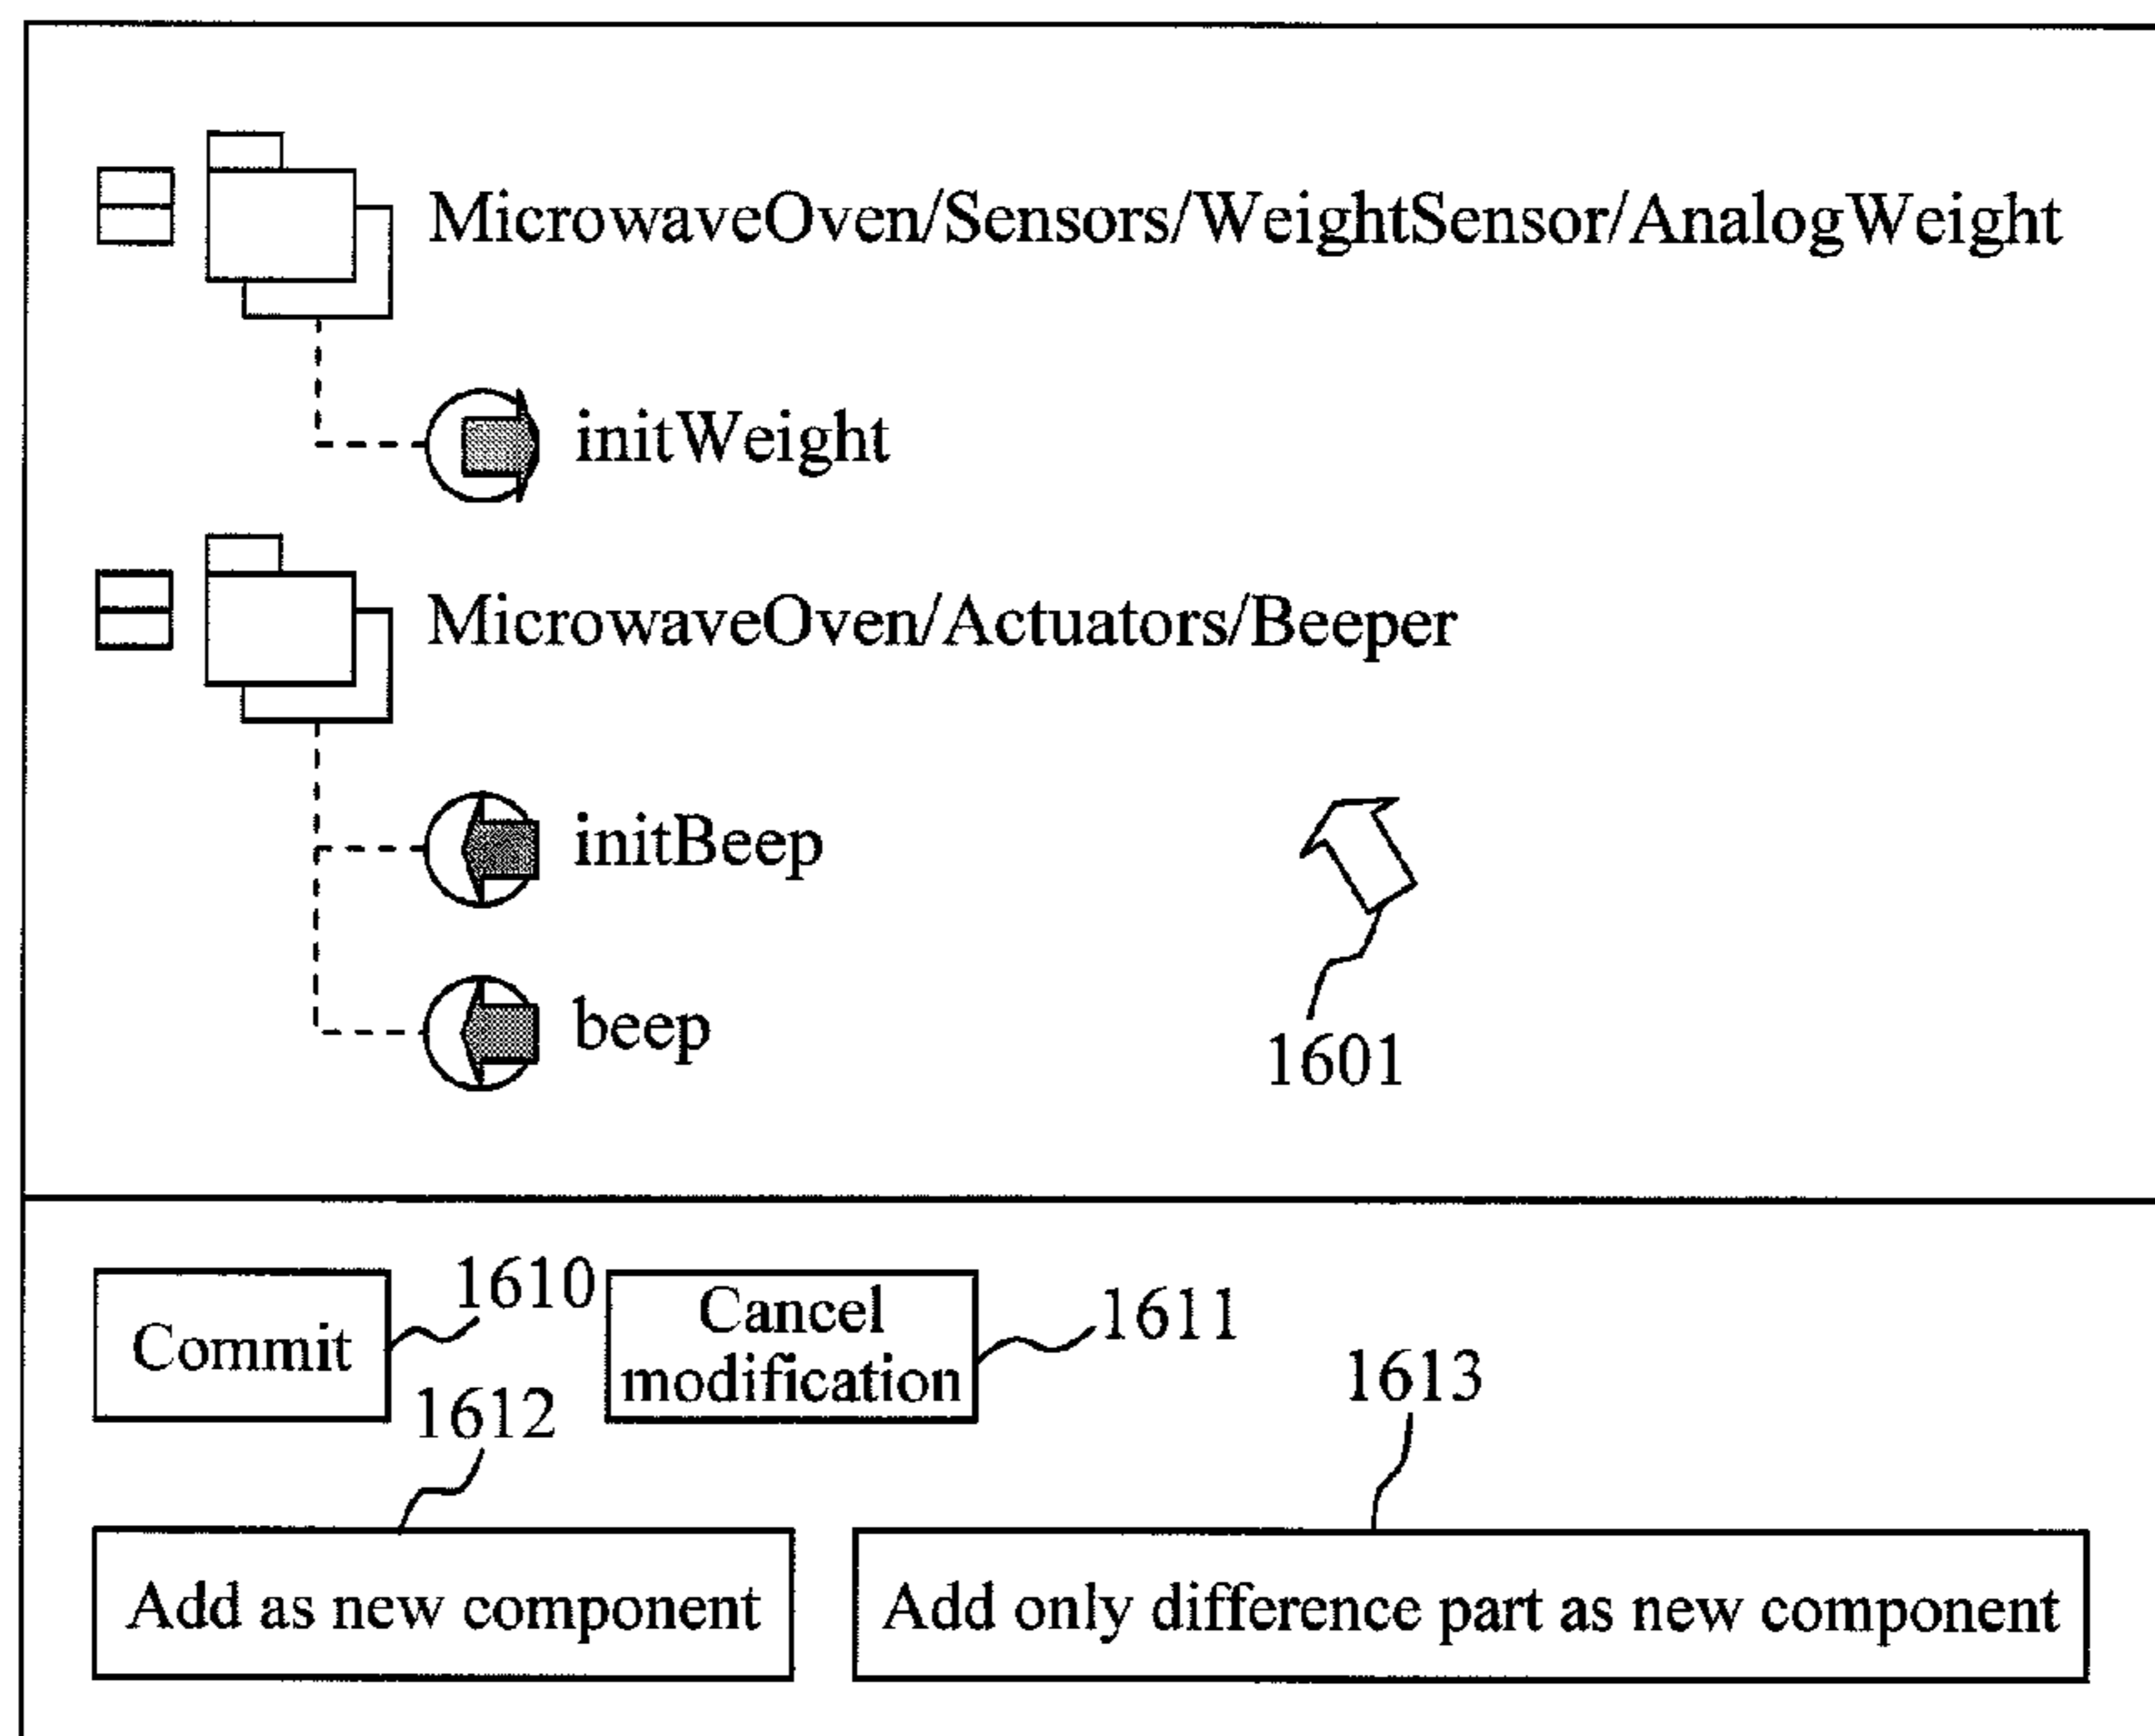 MicrowaveOven/Sensors/WeightSensor/AnalogWeight
initWeight
MicrowaveOven/Actuators/Beeper
initBeep
beep
1601
Commit
1610
Cancel
modification
1611
1612
1613
Add as new component
Add only difference part as new component